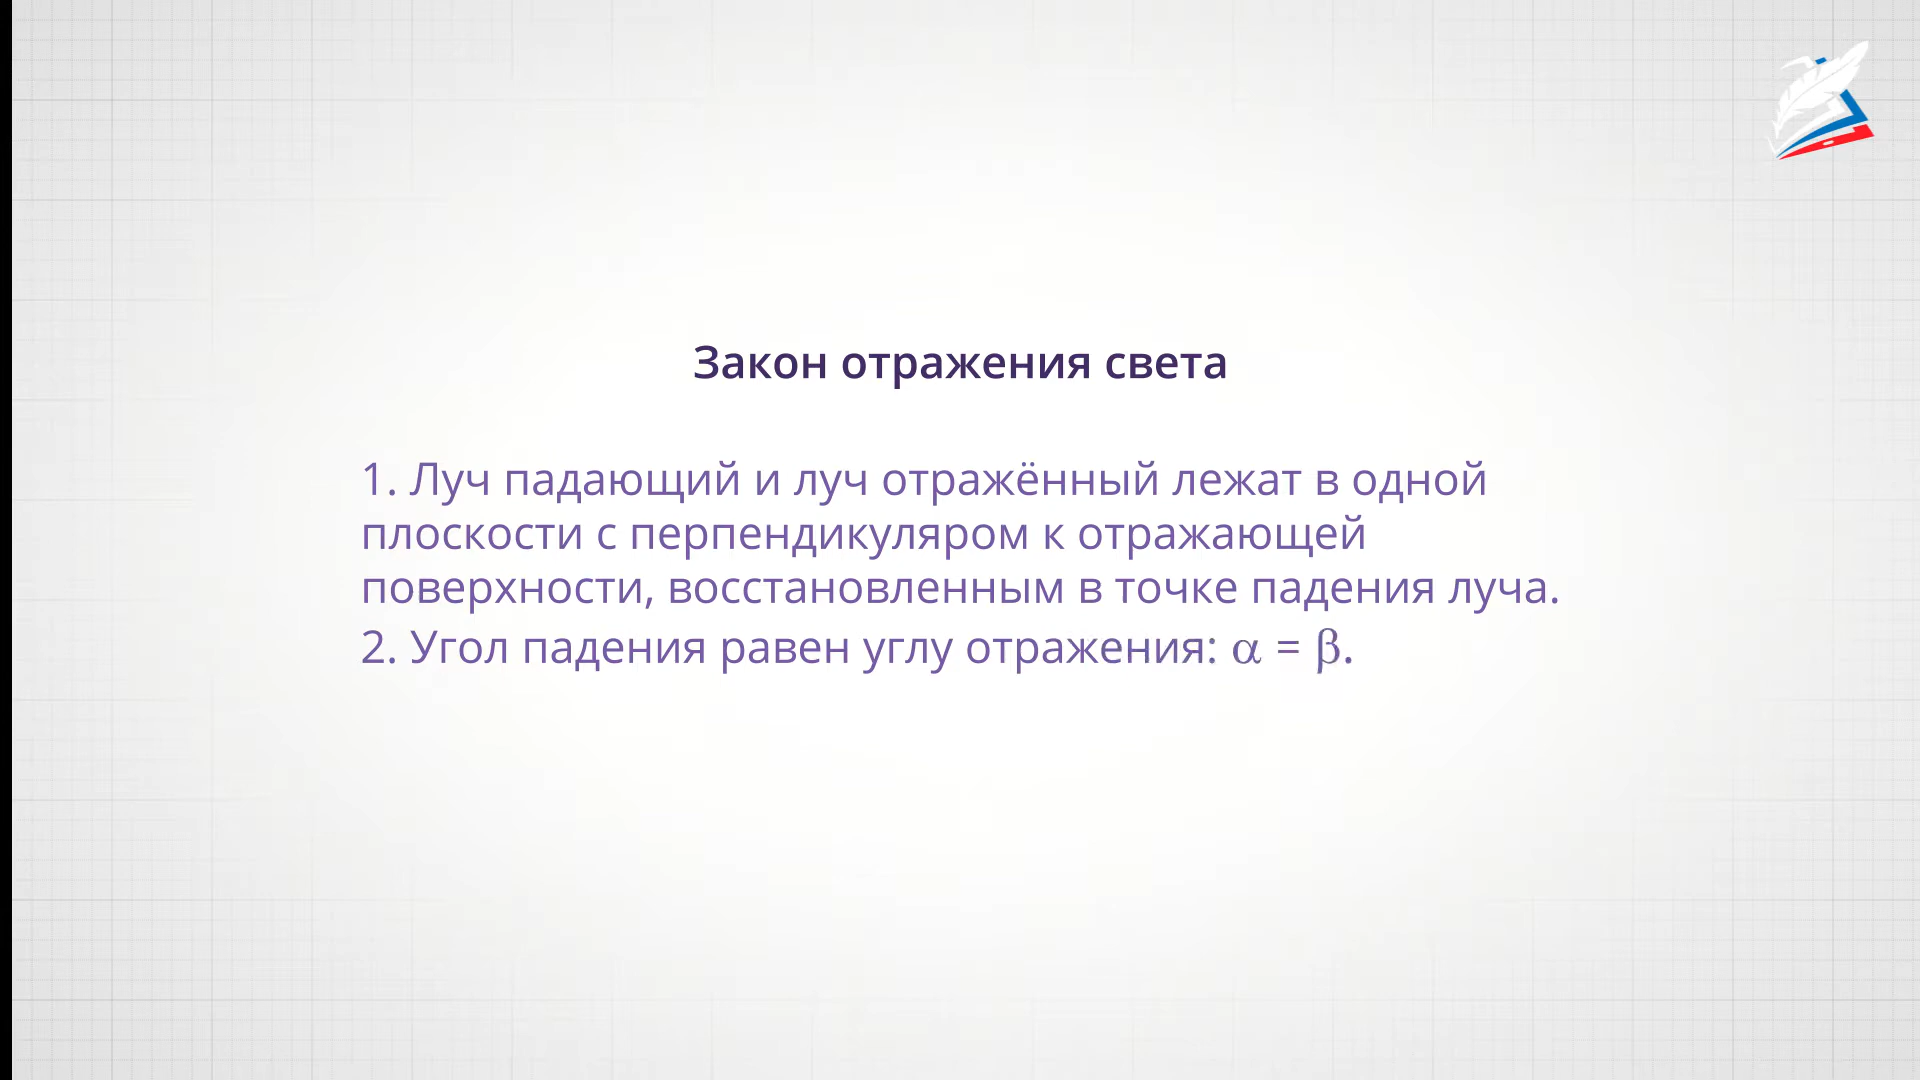 Закон отражения света
1. Луч падающий и луч отражённый лежат в одной
плоскости с перпендикуляром к отражающей
поверхности, восстановленным в точке падения луча.
2. Угол падения равен углу отражения: α = β.